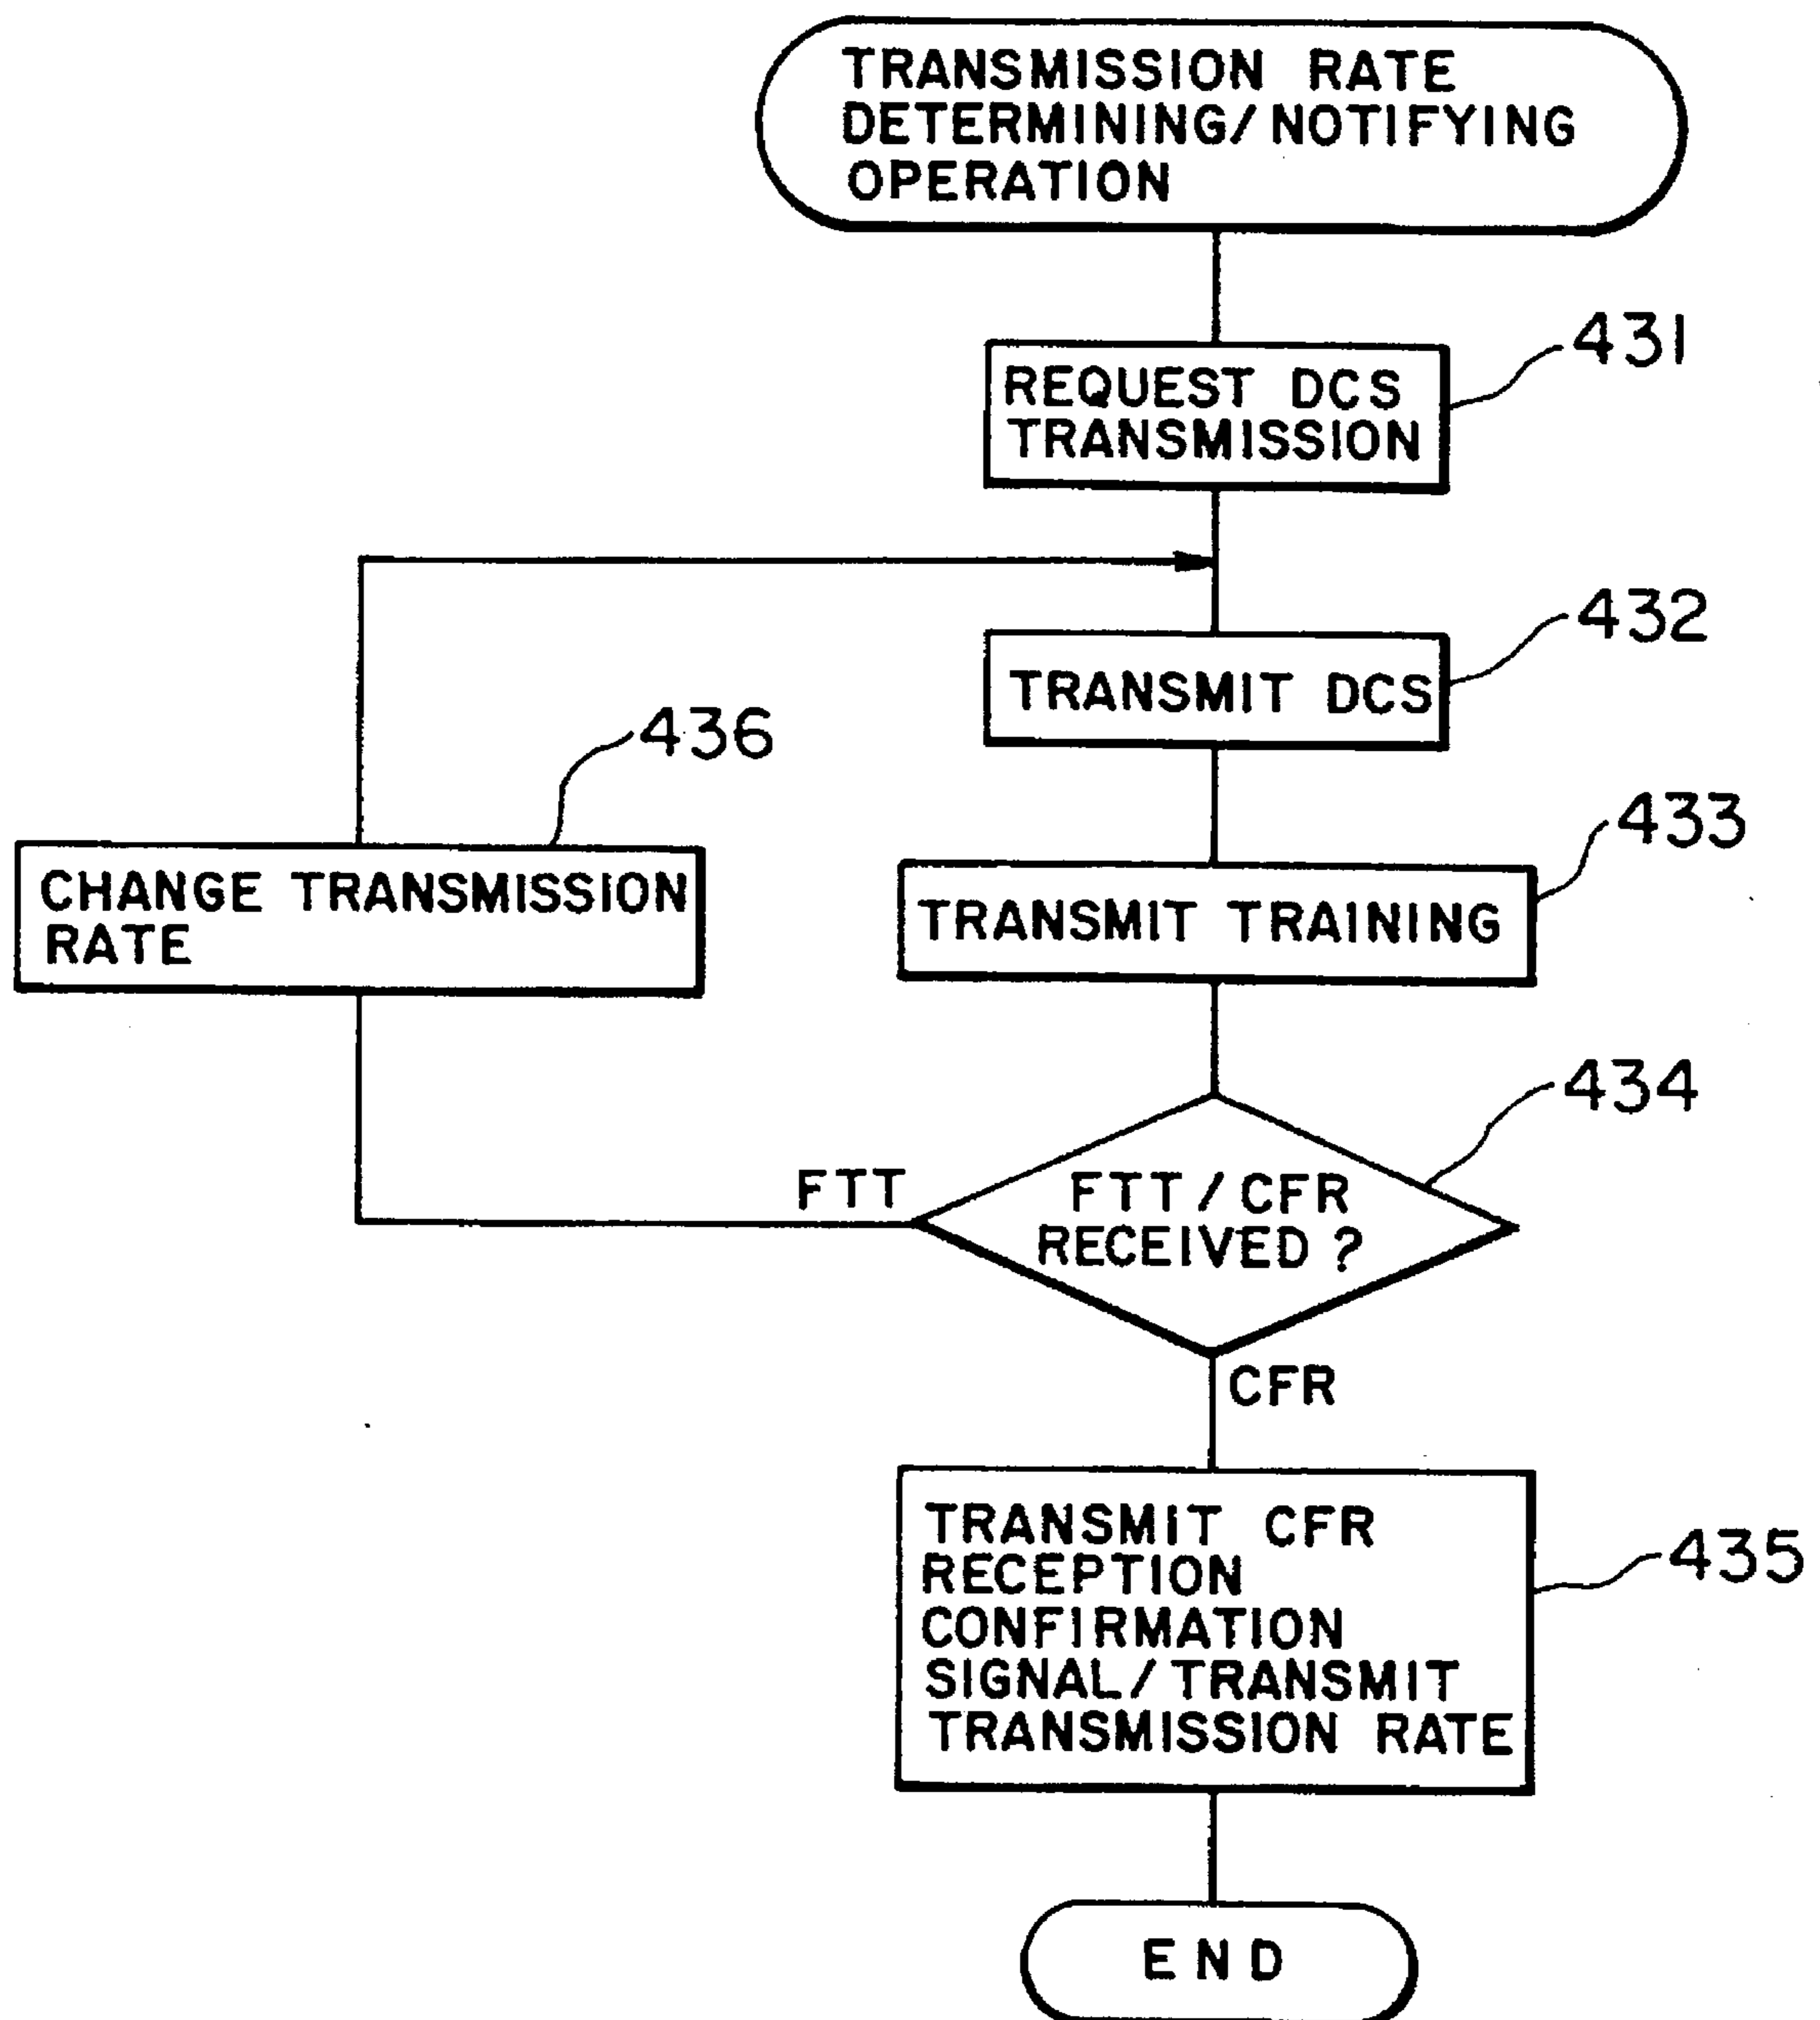 TRANSMISSION RATE
DETERMINING/NOTIFYING
OPERATION
431
REQUEST DCS
TRANSMISSION
432
TRANSMIT DCS
436
CHANGE TRANSMISSION
RATE
433
TRANSMIT TRAINING
434
FTT
FTT/CFR
RECEIVED?
CFR
TRANSMIT CFR
RECEPTION
CONFIRMATION
SIGNAL/TRANSMIT
TRANSMISSION RATE
435
END